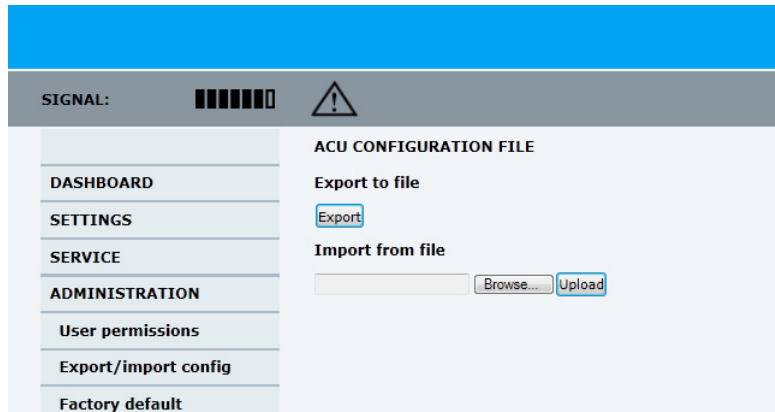 SIGNAL:
ACU CONFIGURATION FILE
DASHBOARD
Export to file
SETTINGS
Export
SERVICE
Import from file
ADMINISTRATION
Browse... Upload
User permissions
Export/import config
Factory default